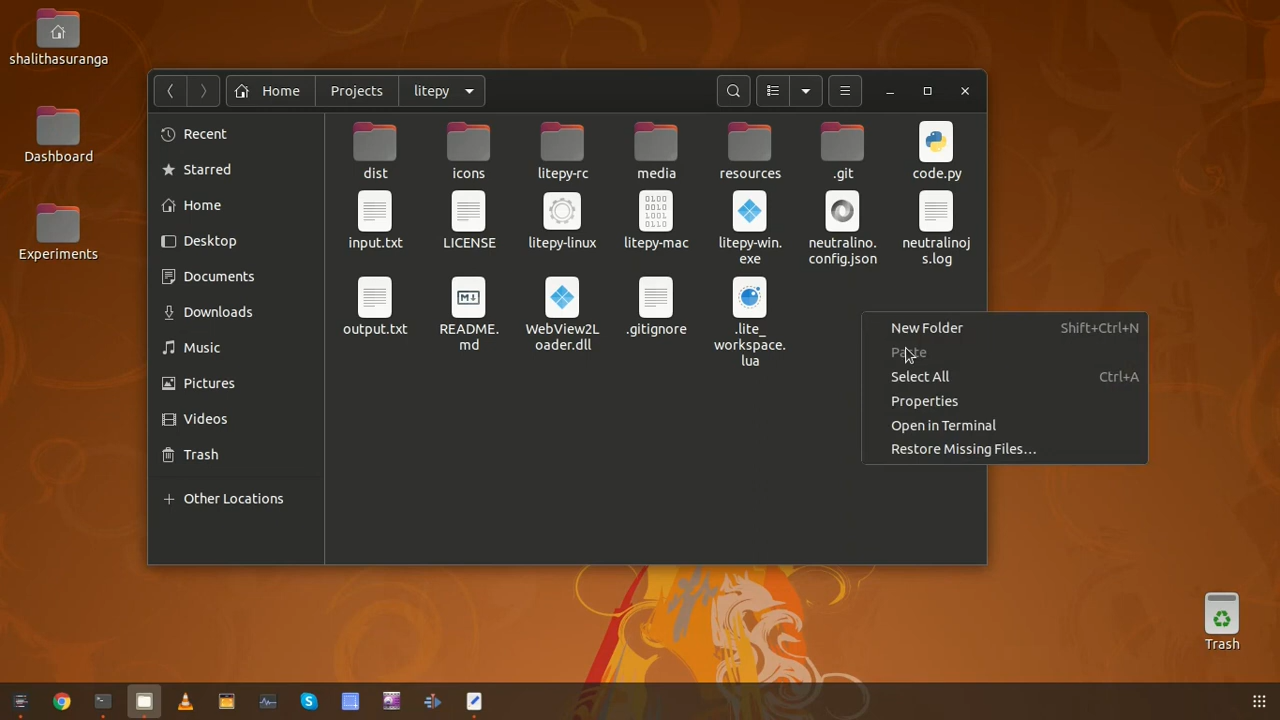 shalithasuranga
Dashboard
Experiments
Home
Projects
litepy
Recent
Starred
Home
Desktop
Documents
Downloads
Music
Pictures
Videos
Trash
Other Locations
dist
icons
litepy-rc
media
resources
.git
code.py
input.txt
LICENSE
litepy-linux
litepy-mac
litepy-win.
exe
neutralino.
config.json
neutralinoj
s.log
output.txt
README.
md
WebView2L
oader.dll
.gitignore
.lite_
workspace.
lua
New Folder Shift+Ctrl+N
Paste
Select All Ctrl+A
Properties
Open in Terminal
Restore Missing Files…
Trash